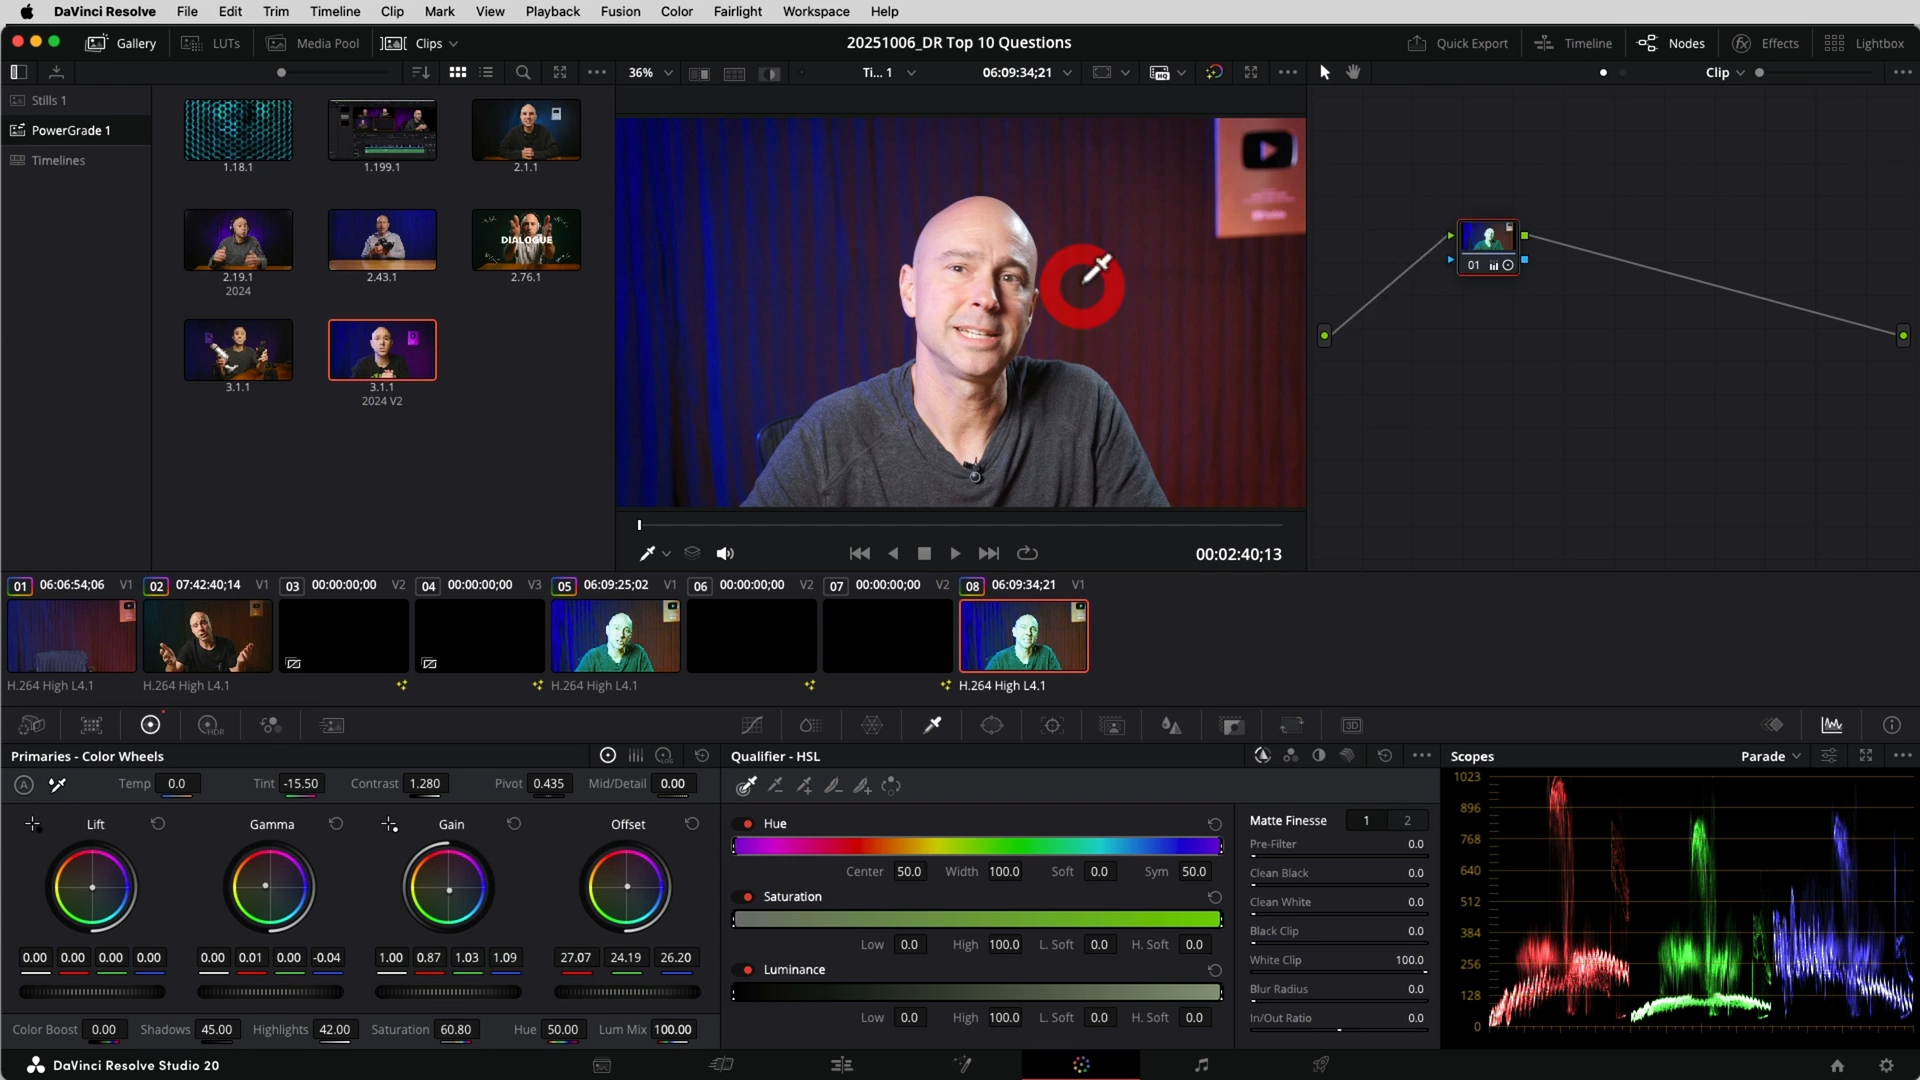 DaVinci Resolve File Edit Trim Timeline Clip Mark View Playback Fusion Color Fairlight Workspace Help
Gallery LUTs Media Pool Clips 20251006_DR Top 10 Questions Quick Export Timeline Nodes Effects Lightbox
36% Ti... 1 06:09:34;21 Clip
Stills 1
PowerGrade 1
Timelines
1.18.1 1.199.1 2.1.1
DIALOGUE
2.19.1 2.43.1 2.76.1
2024
3.1.1 3.1.1
2024 V2
01
00:02:40;13
01 06:06:54;06 V1 02 07:42:40;14 V1 03 00:00:00;00 V2 04 00:00:00;00 V3 05 06:09:25;02 V1 06 00:00:00;00 V2 07 00:00:00;00 V2 08 06:09:34;21 V1
H.264 High L4.1 H.264 High L4.1 H.264 High L4.1 H.264 High L4.1
HDR 3D
Primaries - Color Wheels LOG Qualifier - HSL Scopes Parade
A Temp 0.0 Tint -15.50 Contrast 1.280 Pivot 0.435 Mid/Detail 0.00
Lift Gamma Gain Offset
0.00 0.00 0.00 0.00 0.00 0.01 0.00 -0.04 1.00 0.87 1.03 1.09 27.07 24.19 26.20
Color Boost 0.00 Shadows 45.00 Highlights 42.00 Saturation 60.80 Hue 50.00 Lum Mix 100.00
Hue
Center 50.0 Width 100.0 Soft 0.0 Sym 50.0
Saturation
Low 0.0 High 100.0 L. Soft 0.0 H. Soft 0.0
Luminance
Low 0.0 High 100.0 L. Soft 0.0 H. Soft 0.0
Matte Finesse 1 2
Pre-Filter 0.0
Clean Black 0.0
Clean White 0.0
Black Clip 0.0
White Clip 100.0
Blur Radius 0.0
In/Out Ratio 0.0
1023
896
768
640
512
384
256
128
0
DaVinci Resolve Studio 20